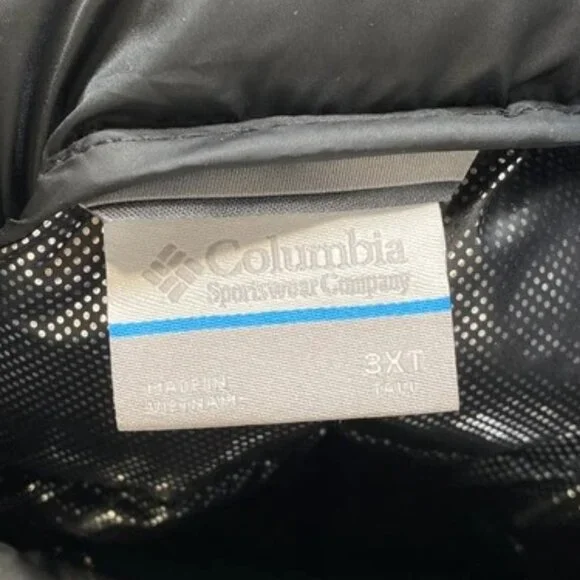 Columbia
Sportswear Company
3XT
TALL
MADE IN
VIETNAM